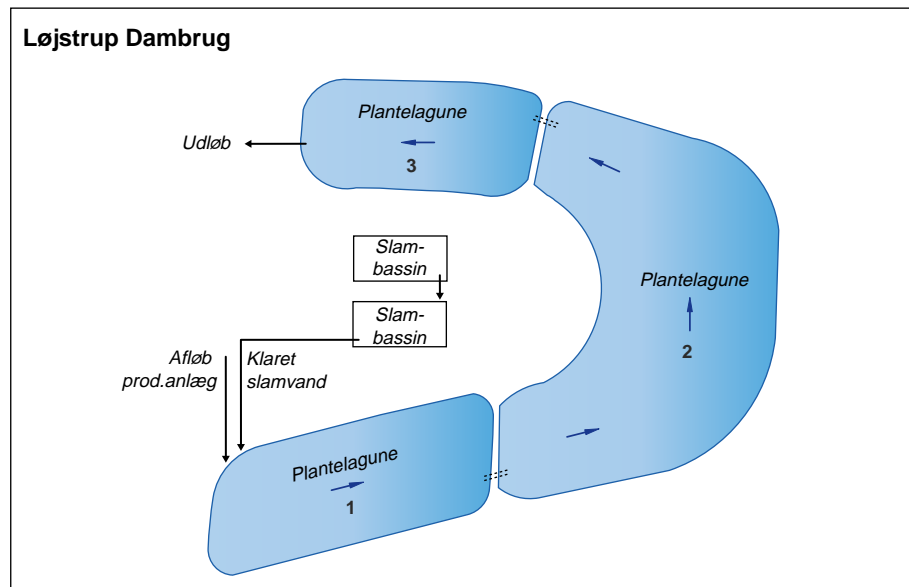 Løjstrup Dambrug
Plantelagune
3
Udløb
Slam-
bassin
Slam-
bassin
Plantelagune
2
Afløb
prod.anlæg
Klaret
slamvand
Plantelagune
1